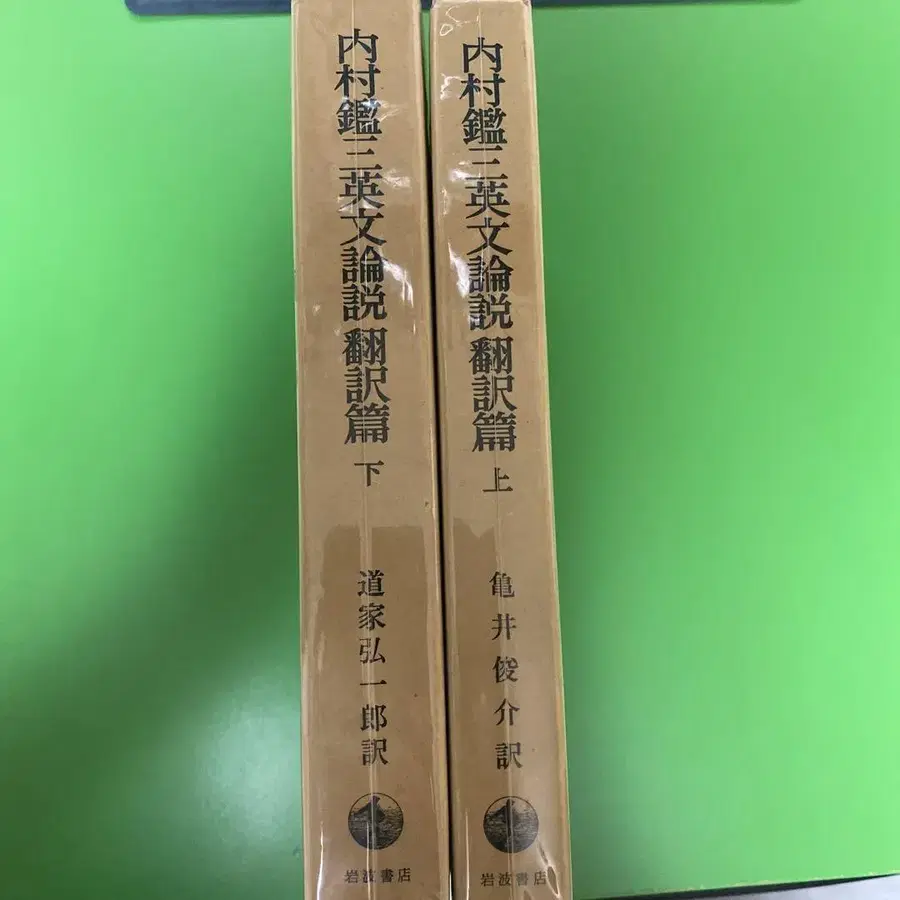 内村鑑三英文論説 翻訳篇 上
亀井俊介訳
岩波書店
内村鑑三英文論説 翻訳篇 下
道家弘一郎訳
岩波書店